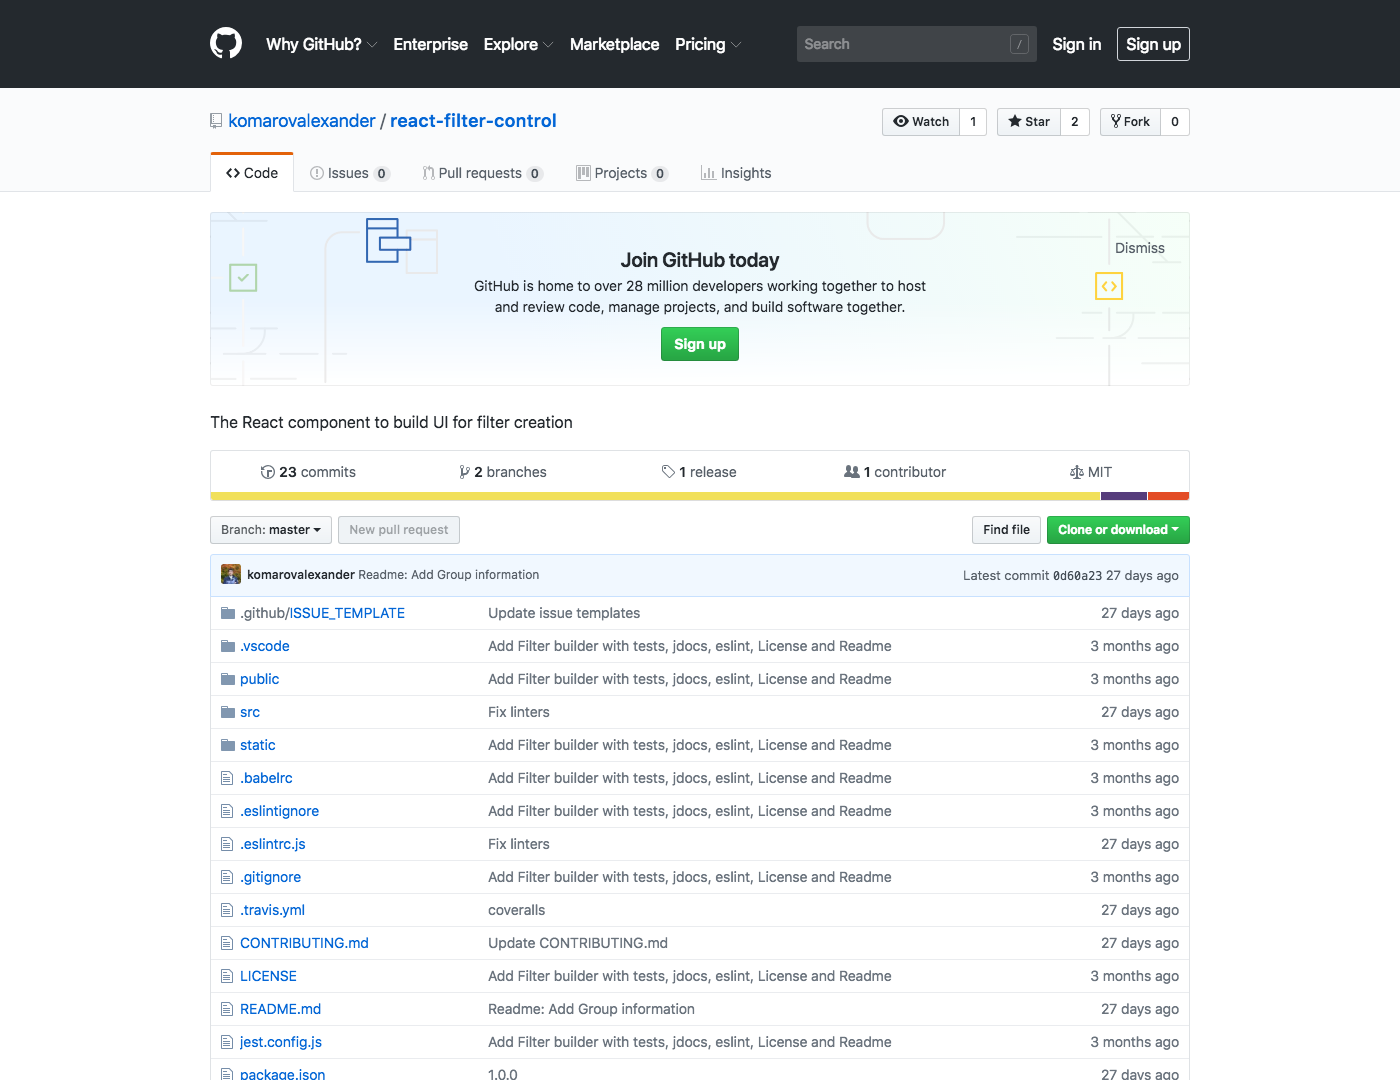 Why GitHub? Enterprise Explore Marketplace Pricing Search / Sign in Sign up
komarovalexander / react-filter-control Watch 1 Star 2 Fork 0
Code Issues 0 Pull requests 0 Projects 0 Insights
Dismiss
Join GitHub today
GitHub is home to over 28 million developers working together to host
and review code, manage projects, and build software together.
Sign up
The React component to build UI for filter creation
23 commits 2 branches 1 release 1 contributor MIT
Branch: master New pull request Find file Clone or download
komarovalexander Readme: Add Group information Latest commit 0d60a23 27 days ago
.github/ISSUE_TEMPLATE Update issue templates 27 days ago
.vscode Add Filter builder with tests, jdocs, eslint, License and Readme 3 months ago
public Add Filter builder with tests, jdocs, eslint, License and Readme 3 months ago
src Fix linters 27 days ago
static Add Filter builder with tests, jdocs, eslint, License and Readme 3 months ago
.babelrc Add Filter builder with tests, jdocs, eslint, License and Readme 3 months ago
.eslintignore Add Filter builder with tests, jdocs, eslint, License and Readme 3 months ago
.eslintrc.js Fix linters 27 days ago
.gitignore Add Filter builder with tests, jdocs, eslint, License and Readme 3 months ago
.travis.yml coveralls 27 days ago
CONTRIBUTING.md Update CONTRIBUTING.md 27 days ago
LICENSE Add Filter builder with tests, jdocs, eslint, License and Readme 3 months ago
README.md Readme: Add Group information 27 days ago
jest.config.js Add Filter builder with tests, jdocs, eslint, License and Readme 3 months ago
package.json 1.0.0 27 days ago